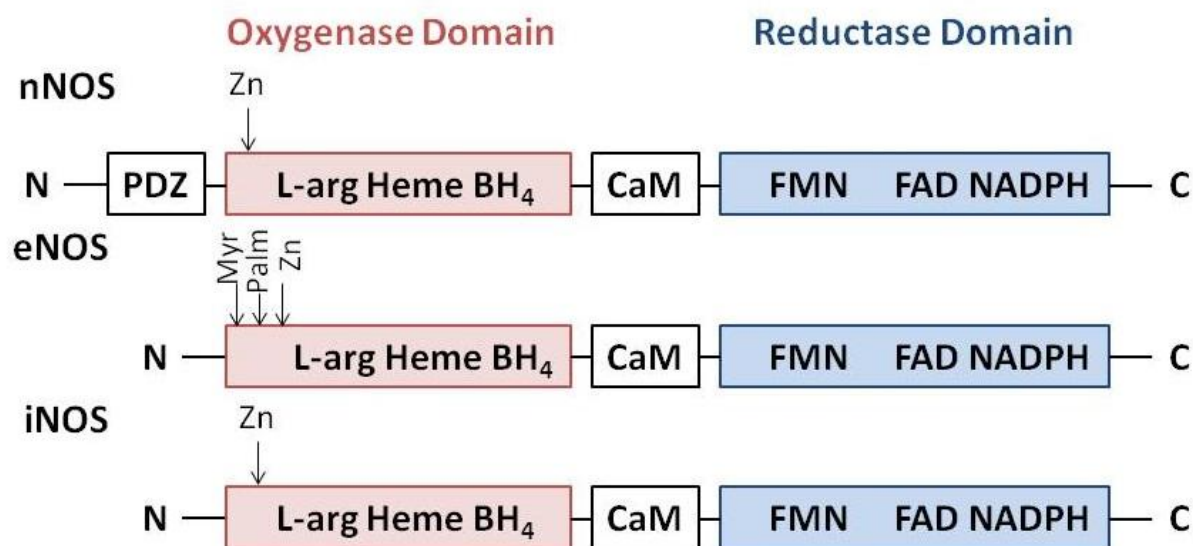 Oxygenase Domain Reductase Domain
nNOS
Zn
N PDZ L-arg Heme BH₄ CaM FMN FAD NADPH C
eNOS
Myr Palm Zn
N L-arg Heme BH₄ CaM FMN FAD NADPH C
iNOS
Zn
N L-arg Heme BH₄ CaM FMN FAD NADPH C